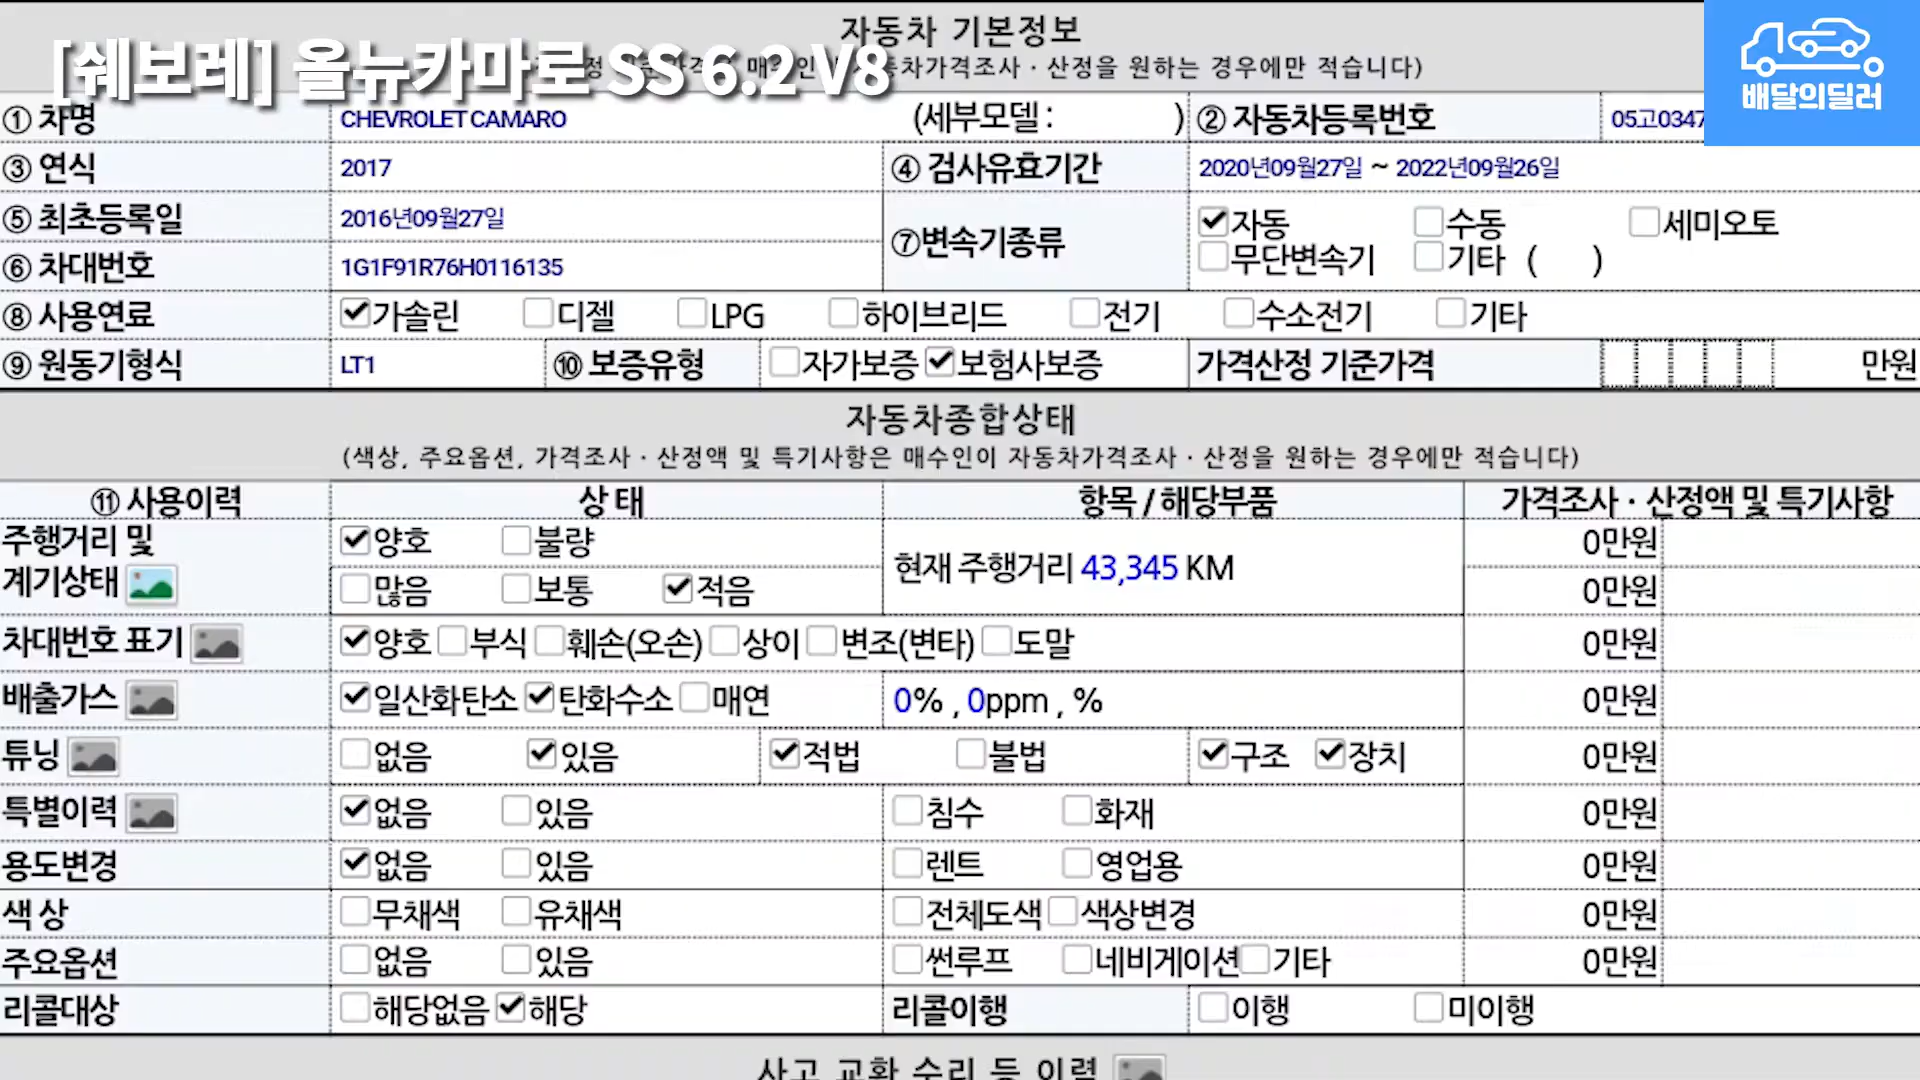 자동차 기본정보
[쉐보레] 올뉴카마로 SS 6.2 V8
매수인 차가격조사 · 산정을 원하는 경우에만 적습니다)
배달의딜러
① 차명 CHEVROLET CAMARO (세부모델 : ) ② 자동차등록번호 05고0347
③ 연식 2017 ④ 검사유효기간 2020년09월27일 ~ 2022년09월26일
⑤ 최초등록일 2016년09월27일 ⑦변속기종류 자동 수동 세미오토
⑥ 차대번호 1G1F91R76H0116135 무단변속기 기타 ( )
⑧ 사용연료 가솔린 디젤 LPG 하이브리드 전기 수소전기 기타
⑨ 원동기형식 LT1 ⑩ 보증유형 자가보증 보험사보증 가격산정 기준가격 만원
자동차종합상태
(색상, 주요옵션, 가격조사 · 산정액 및 특기사항은 매수인이 자동차가격조사 · 산정을 원하는 경우에만 적습니다)
⑪ 사용이력 상 태 항목 / 해당부품 가격조사 · 산정액 및 특기사항
주행거리 및 계기상태 양호 불량 현재 주행거리 43,345 KM 0만원
많음 보통 적음 0만원
차대번호 표기 양호 부식 훼손(오손) 상이 변조(변타) 도말 0만원
배출가스 일산화탄소 탄화수소 매연 0% , 0ppm , % 0만원
튜닝 없음 있음 적법 불법 구조 장치 0만원
특별이력 없음 있음 침수 화재 0만원
용도변경 없음 있음 렌트 영업용 0만원
색 상 무채색 유채색 전체도색 색상변경 0만원
주요옵션 없음 있음 썬루프 네비게이션 기타 0만원
리콜대상 해당없음 해당 리콜이행 이행 미이행
사고 교환 수리 등 이력